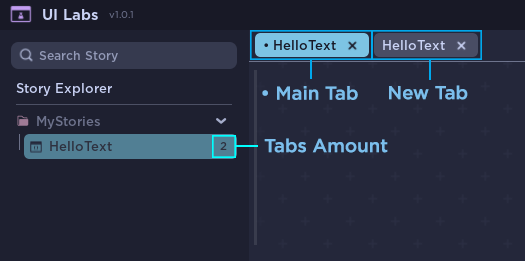 UI Labs v1.0.1
Search Story
Story Explorer
MyStories
HelloText 2
• HelloText ✕ HelloText ✕
• Main Tab New Tab
Tabs Amount